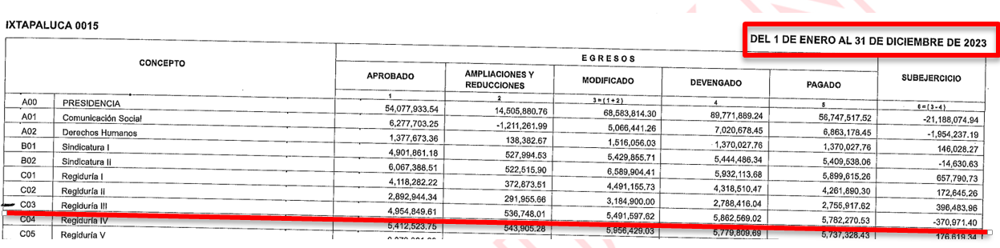 IXTAPALUCA 0015
DEL 1 DE ENERO AL 31 DE DICIEMBRE DE 2023
CONCEPTO
EGRESOS
APROBADO AMPLIACIONES Y REDUCCIONES MODIFICADO DEVENGADO PAGADO SUBEJERCICIO
1 2 3=(1+2) 4 5 6=(3-4)
A00 PRESIDENCIA 54,077,933.54 14,505,880.76 68,583,814.30 89,771,889.24 56,747,517.52 -21,188,074.94
A01 Comunicación Social 6,277,703.25 -1,211,261.99 5,066,441.26 7,020,678.45 6,863,178.45 -1,954,237.19
A02 Derechos Humanos 1,377,673.36 138,382.67 1,516,056.03 1,370,027.76 1,370,027.76 146,028.27
B01 Sindicatura I 4,901,861.18 527,994.53 5,429,855.71 5,444,486.34 5,409,538.06 -14,630.63
B02 Sindicatura II 6,067,388.51 522,515.90 6,589,904.41 5,932,113.68 5,899,615.26 657,790.73
C01 Regiduría I 4,118,282.22 372,873.51 4,491,155.73 4,318,510.47 4,261,890.30 172,645.26
C02 Regiduría II 2,892,944.34 291,955.66 3,184,900.00 2,788,416.04 2,755,917.62 396,483.96
C03 Regiduría III 4,954,849.61 536,748.01 5,491,597.62 5,862,569.02 5,782,270.53 -370,971.40
C04 Regiduría IV 5,412,523.75 543,905.28 5,956,429.03 5,779,809.69 5,737,328.43 176,619.34
C05 Regiduría V